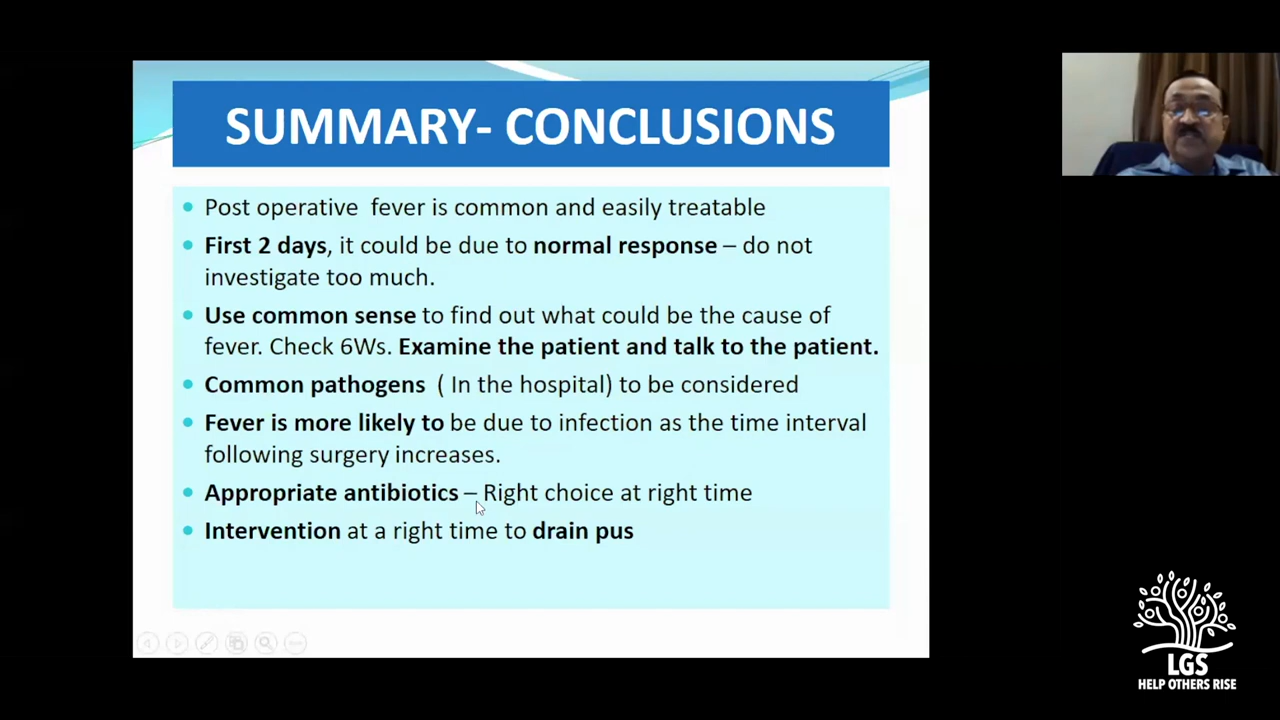 SUMMARY- CONCLUSIONS
Post operative fever is common and easily treatable
First 2 days, it could be due to normal response – do not
investigate too much.
Use common sense to find out what could be the cause of
fever. Check 6Ws. Examine the patient and talk to the patient.
Common pathogens ( In the hospital) to be considered
Fever is more likely to be due to infection as the time interval
following surgery increases.
Appropriate antibiotics – Right choice at right time
Intervention at a right time to drain pus
LGS
HELP OTHERS RISE